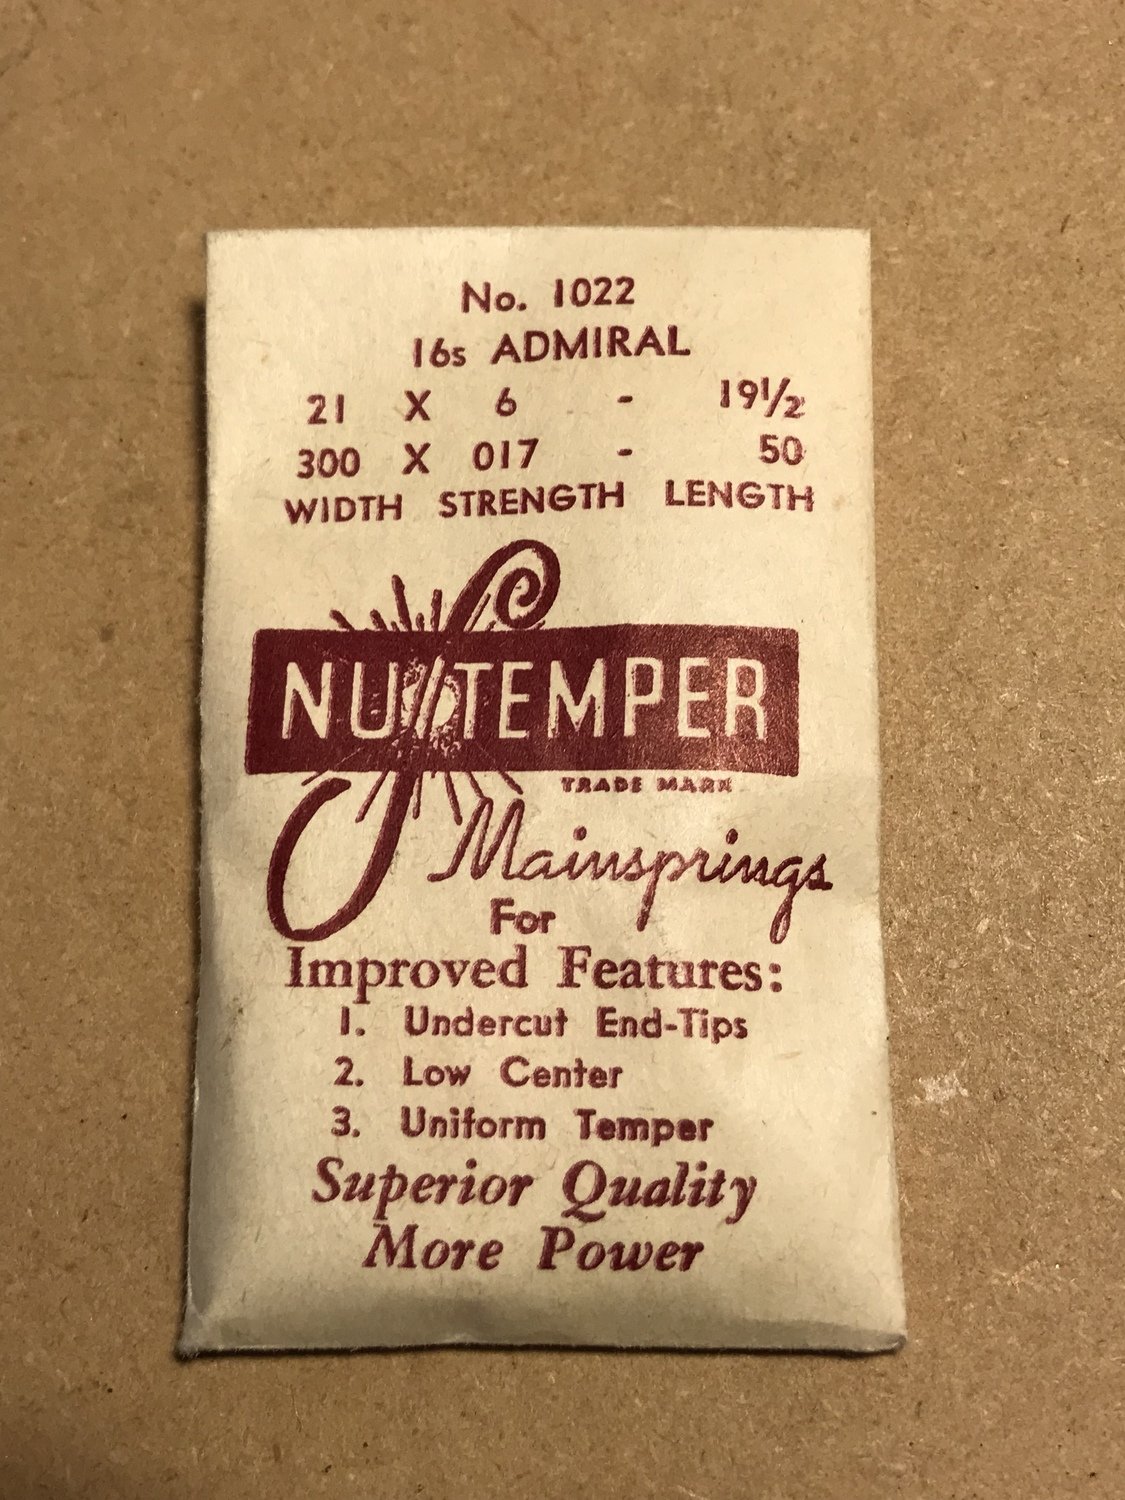 No. 1022
16s ADMIRAL
21 X 6 - 19½
300 X 017 - 50
WIDTH STRENGTH LENGTH
NU TEMPER
TRADE MARK
Mainsprings
For
Improved Features:
1. Undercut End-Tips
2. Low Center
3. Uniform Temper
Superior Quality
More Power